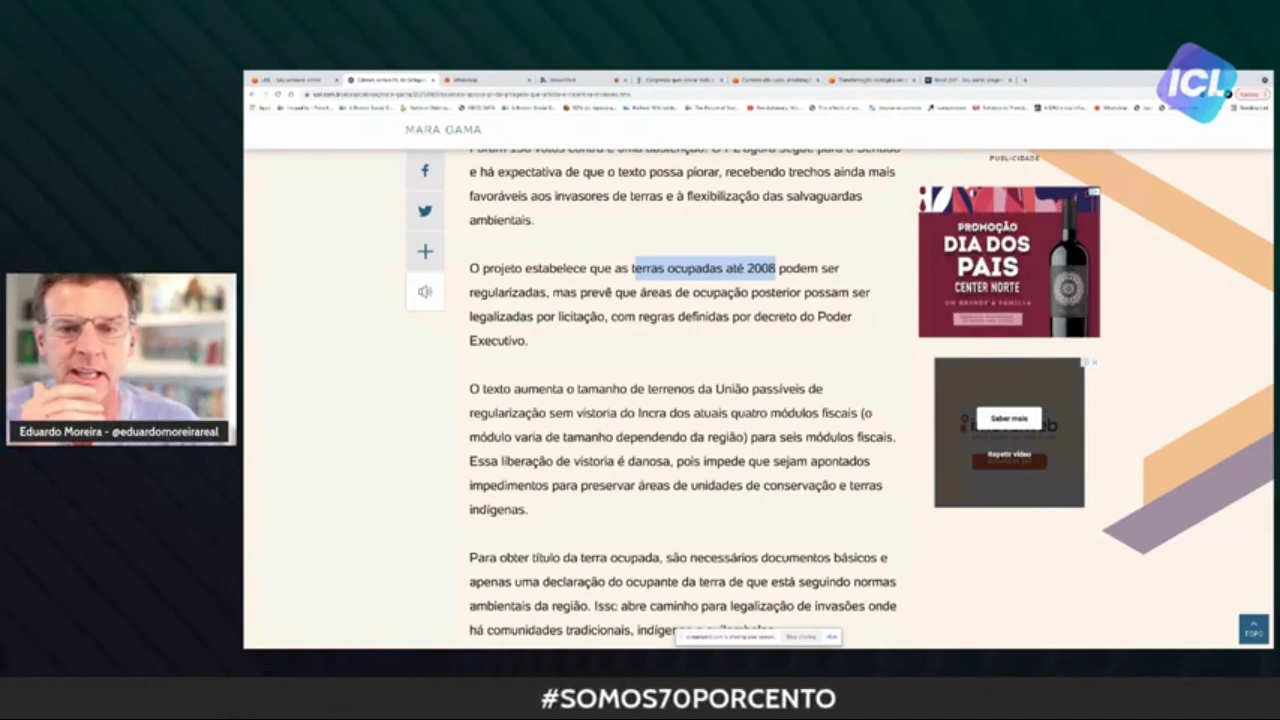 ICL
MARA GAMA
e há expectativa de que o texto possa piorar, recebendo trechos ainda mais
favoráveis aos invasores de terras e à flexibilização das salvaguardas
ambientais.
O projeto estabelece que as terras ocupadas até 2008 podem ser
regularizadas, mas prevê que áreas de ocupação posterior possam ser
legalizadas por licitação, com regras definidas por decreto do Poder
Executivo.
O texto aumenta o tamanho de terrenos da União passíveis de
regularização sem vistoria do Incra dos atuais quatro módulos fiscais (o
módulo varia de tamanho dependendo da região) para seis módulos fiscais.
Essa liberação de vistoria é danosa, pois impede que sejam apontados
impedimentos para preservar áreas de unidades de conservação e terras
indígenas.
Para obter título da terra ocupada, são necessários documentos básicos e
apenas uma declaração do ocupante da terra de que está seguindo normas
ambientais da região. Isso abre caminho para legalização de invasões onde
há comunidades tradicionais,
PUBLICIDADE
PROMOÇÃO
DIA DOS
PAIS
CENTER NORTE
UM BRINDE À FAMÍLIA
Saber mais
Repetir vídeo
TOPO
Eduardo Moreira - @eduardomoreirareal
#SOMOS70PORCENTO